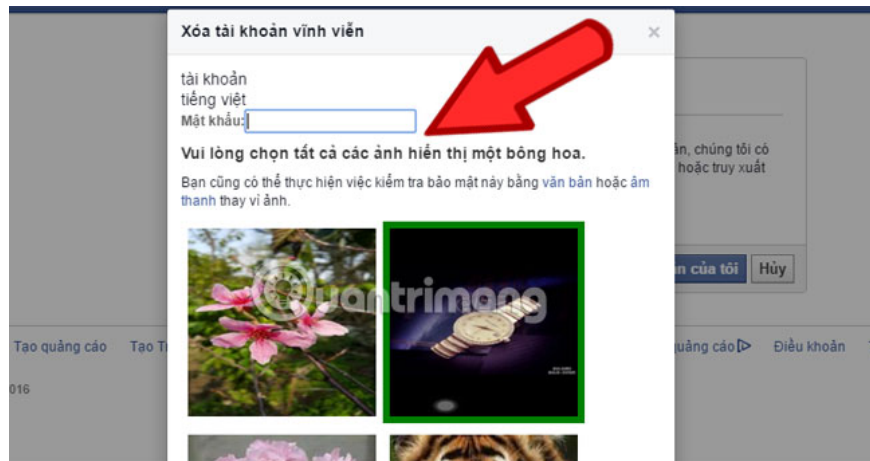 Xóa tài khoản vĩnh viễn
tài khoản
tiếng việt
Mật khẩu:
Vui lòng chọn tất cả các ảnh hiển thị một bông hoa.
Bạn cũng có thể thực hiện việc kiểm tra bảo mật này bằng văn bản hoặc âm
thanh thay vì ảnh.
chúng tôi có
hoặc truy xuất
Quantrimang
của tôi Hủy
Tạo quảng cáo Tạo
quảng cáo Điều khoản
016